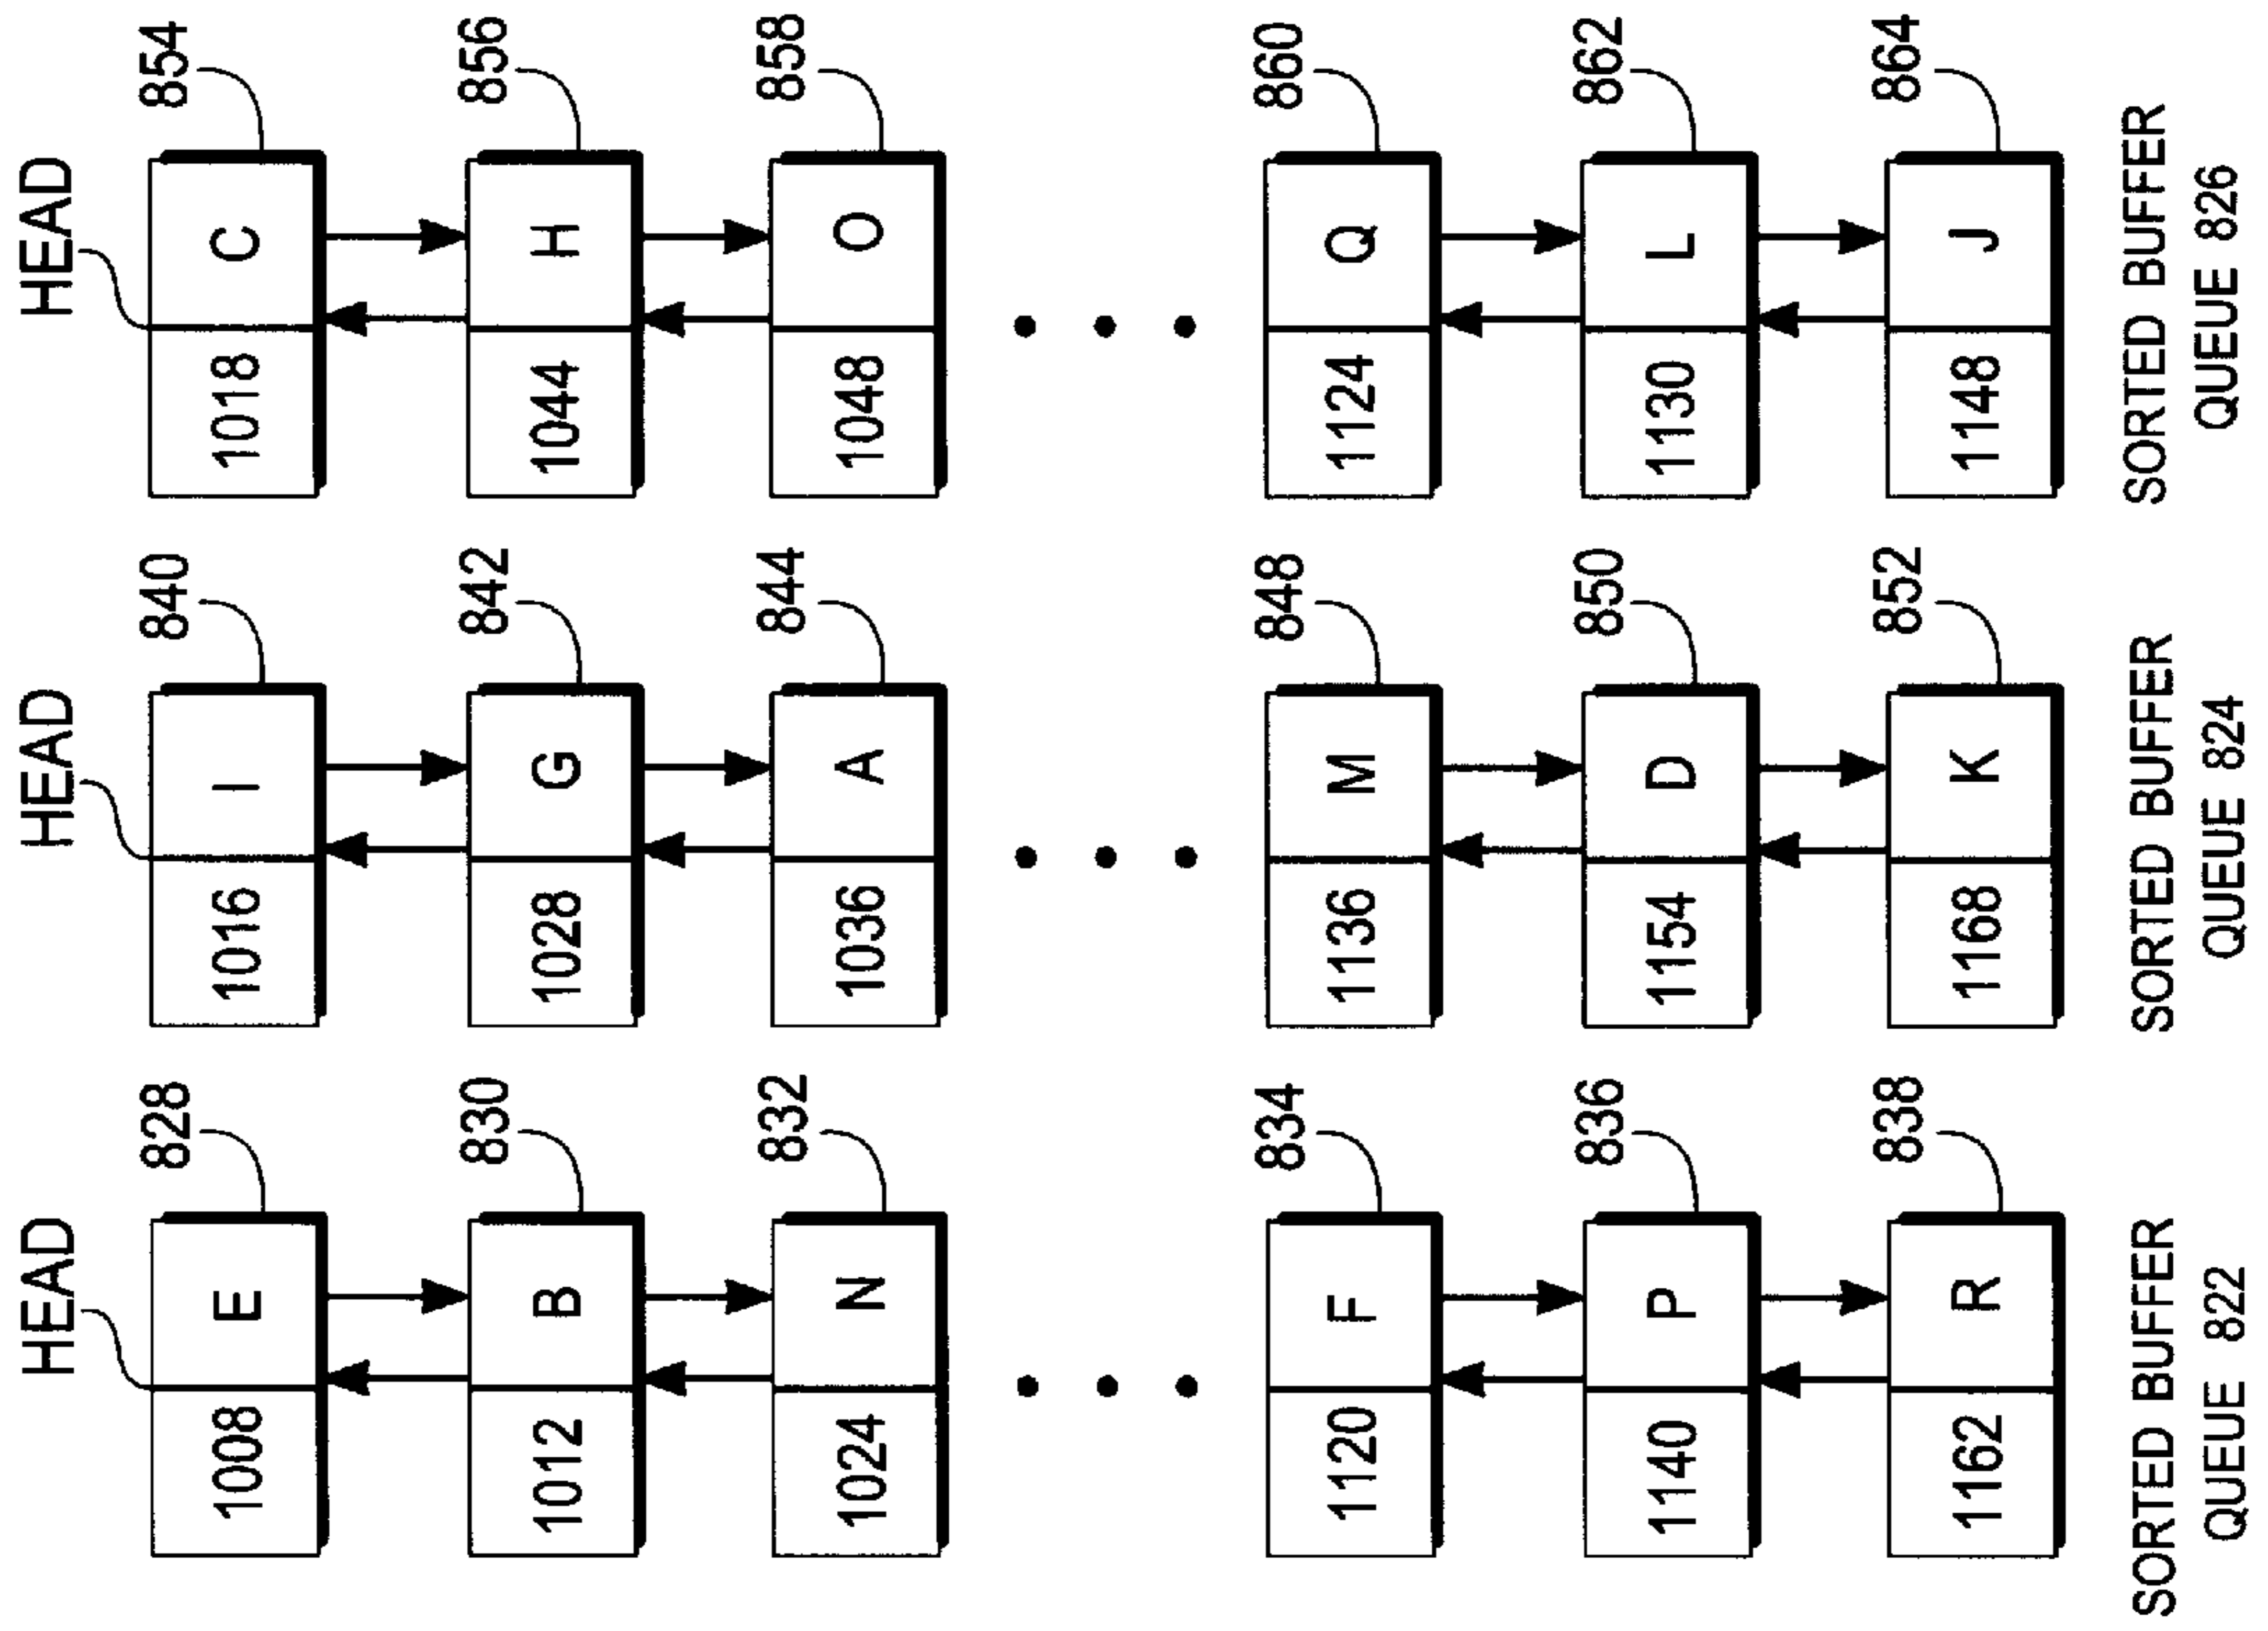 HEAD HEAD HEAD
828 840 854
1008 E 1016 I 1018 C
830 842 856
1012 B 1028 G 1044 H
832 844 858
1024 N 1036 A 1048 O
834 848 860
1120 F 1136 M 1124 Q
836 850 862
1140 P 1154 D 1130 L
838 852 864
1162 R 1168 K 1148 J
SORTED BUFFER SORTED BUFFER SORTED BUFFER
QUEUE 822 QUEUE 824 QUEUE 826